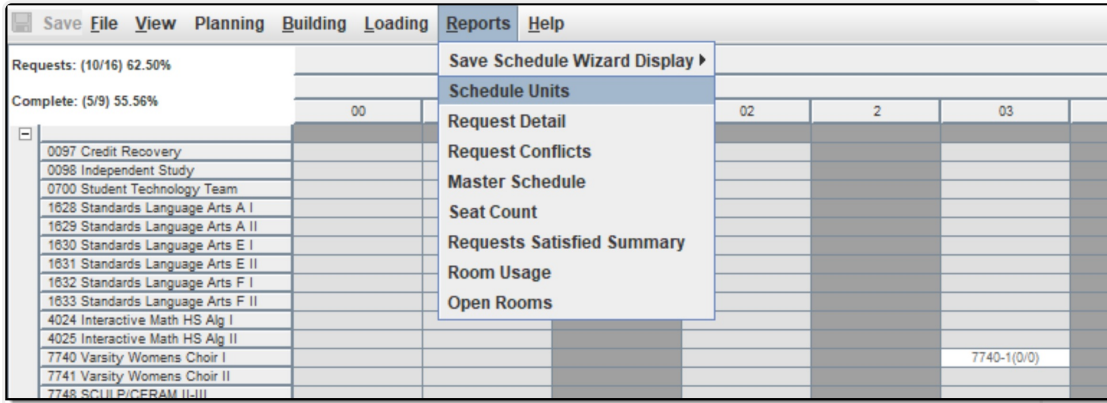 Save File View Planning Building Loading Reports Help
Requests: (10/16) 62.50%
Complete: (5/9) 55.56%
Save Schedule Wizard Display
Schedule Units
Request Detail
Request Conflicts
Master Schedule
Seat Count
Requests Satisfied Summary
Room Usage
Open Rooms
00 02 2 03
0097 Credit Recovery
0098 Independent Study
0700 Student Technology Team
1628 Standards Language Arts A I
1629 Standards Language Arts A II
1630 Standards Language Arts E I
1631 Standards Language Arts E II
1632 Standards Language Arts F I
1633 Standards Language Arts F II
4024 Interactive Math HS Alg I
4025 Interactive Math HS Alg II
7740 Varsity Womens Choir I 7740-1(0/0)
7741 Varsity Womens Choir II
7748 SCULP/CERAM II-III